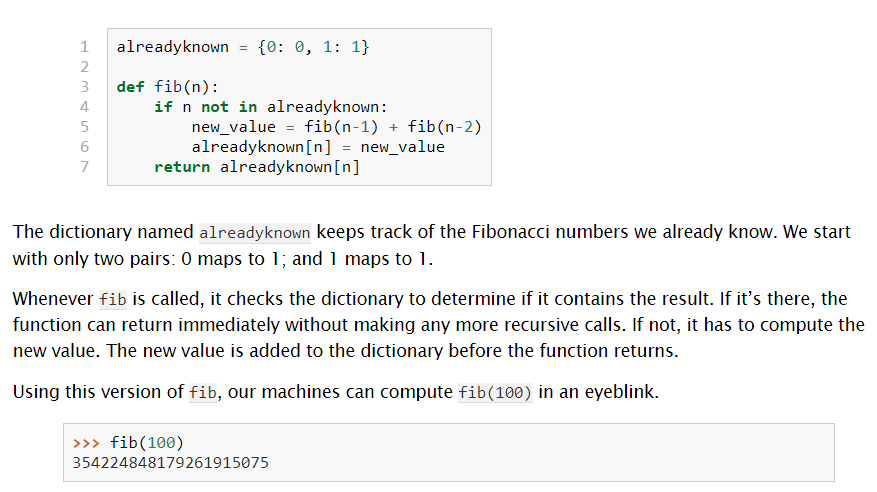 1 alreadyknown = {0: 0, 1: 1}
2
3 def fib(n):
4     if n not in alreadyknown:
5         new_value = fib(n-1) + fib(n-2)
6         alreadyknown[n] = new_value
7     return alreadyknown[n]
The dictionary named alreadyknown keeps track of the Fibonacci numbers we already know. We start
with only two pairs: 0 maps to 1; and 1 maps to 1.
Whenever fib is called, it checks the dictionary to determine if it contains the result. If it’s there, the
function can return immediately without making any more recursive calls. If not, it has to compute the
new value. The new value is added to the dictionary before the function returns.
Using this version of fib, our machines can compute fib(100) in an eyeblink.
>>> fib(100)
354224848179261915075